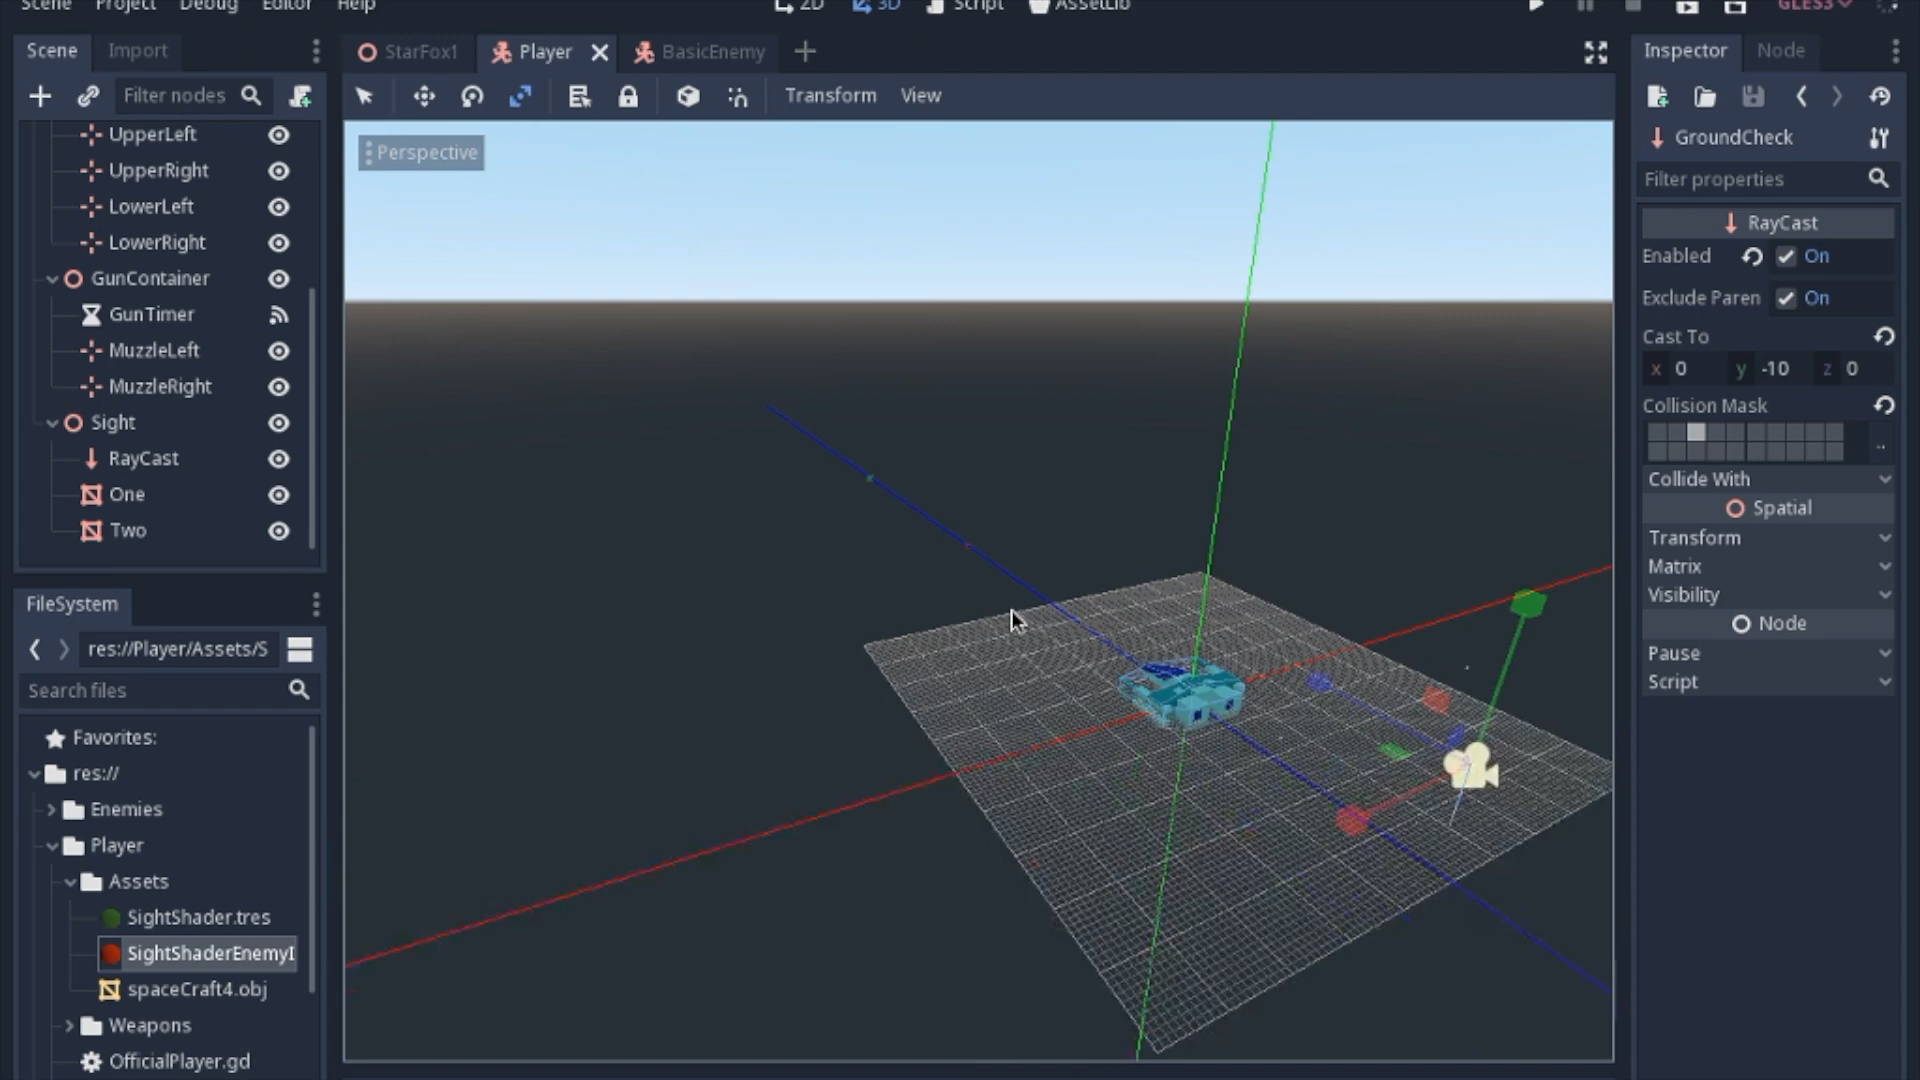 Scene Project Debug Editor Help
2D 3D Script AssetLib
GLES3
Scene Import
Filter nodes
UpperLeft
UpperRight
LowerLeft
LowerRight
GunContainer
GunTimer
MuzzleLeft
MuzzleRight
Sight
RayCast
One
Two
FileSystem
res://Player/Assets/S
Search files
Favorites:
res://
Enemies
Player
Assets
SightShader.tres
SightShaderEnemyI
spaceCraft4.obj
Weapons
OfficialPlayer.gd
StarFox1 Player BasicEnemy
Transform View
Perspective
Inspector Node
GroundCheck
Filter properties
RayCast
Enabled On
Exclude Paren On
Cast To
x 0 y -10 z 0
Collision Mask
..
Collide With
Spatial
Transform
Matrix
Visibility
Node
Pause
Script